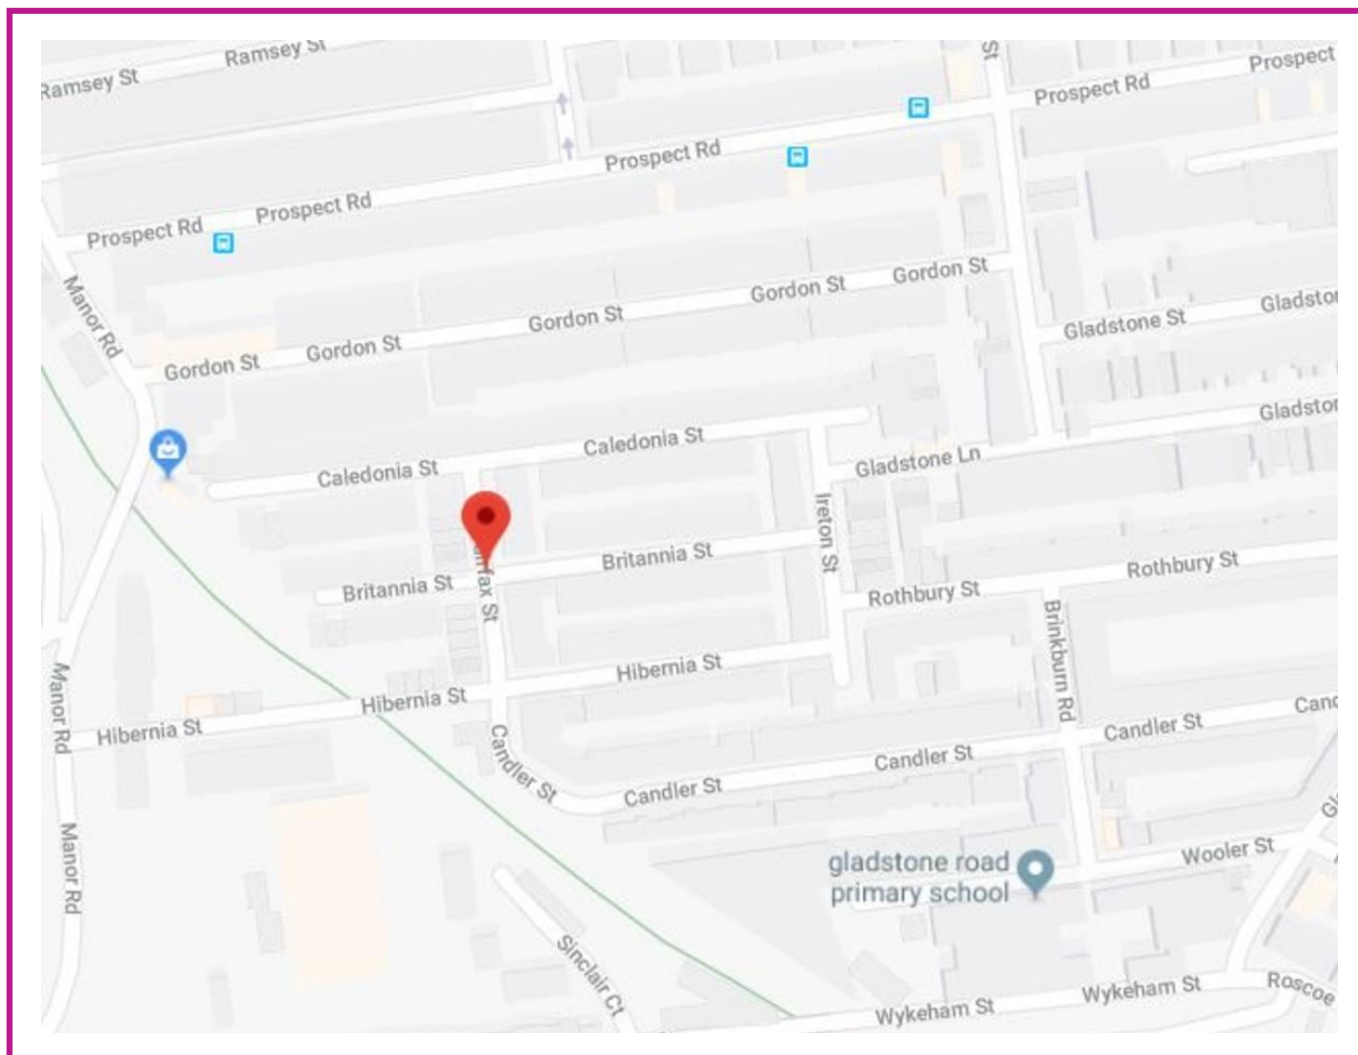 Ramsey St
Ramsey St
St
Prospect
Prospect Rd
Prospect Rd
Prospect Rd
Prospect Rd
Manor Rd
Gordon St
Gordon St
Gordon St
Gordon St
Gladstone St
Caledonia St
Caledonia St
Gladstone Ln
Ireton St
Britannia St
Britannia St
Rothbury St
Rothbury St
Brinkburn Rd
Hibernia St
Hibernia St
Hibernia St
Manor Rd
Candler St
Candler St
Candler St
Candler St
Manor Rd
gladstone road
primary school
Wooler St
Sinclair Ct
Wykeham St
Wykeham St
Roscoe